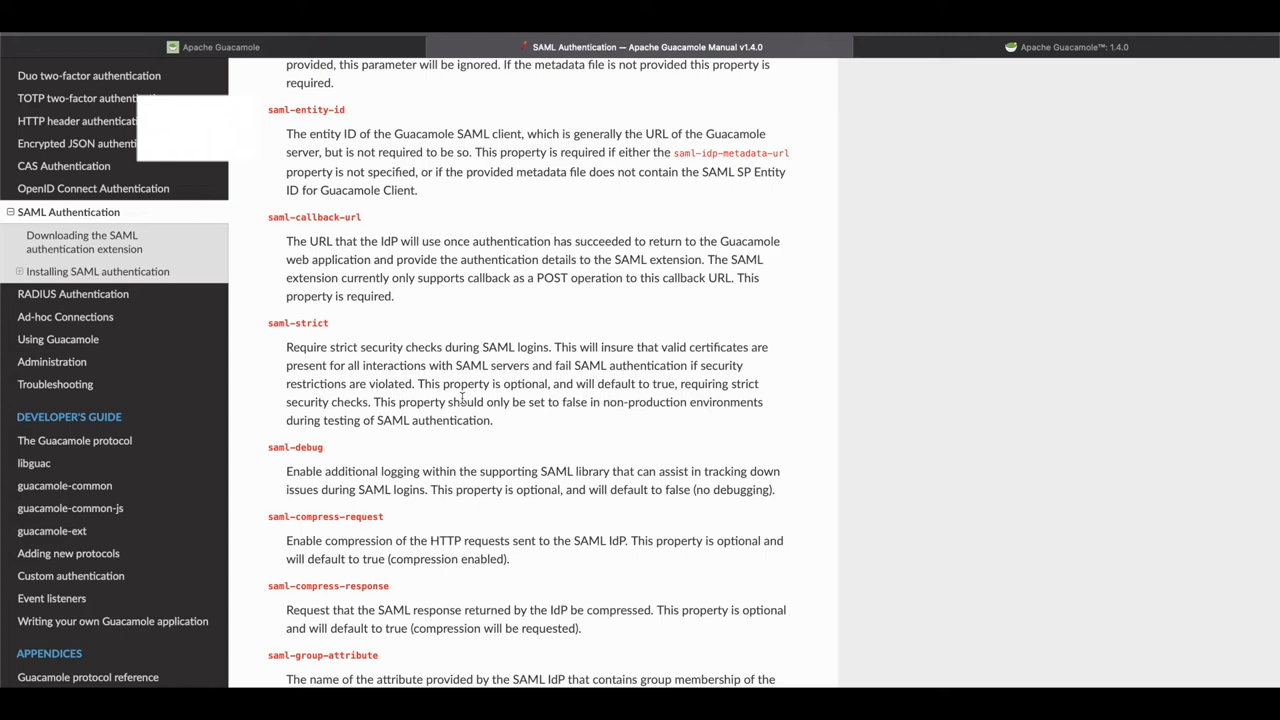 Apache Guacamole
SAML Authentication — Apache Guacamole Manual v1.4.0
Apache Guacamole™: 1.4.0
Duo two-factor authentication
TOTP two-factor
HTTP header
Encrypted JSON
CAS Authentication
OpenID Connect Authentication
SAML Authentication
Downloading the SAML
authentication extension
Installing SAML authentication
RADIUS Authentication
Ad-hoc Connections
Using Guacamole
Administration
Troubleshooting
DEVELOPER'S GUIDE
The Guacamole protocol
libguac
guacamole-common
guacamole-common-js
guacamole-ext
Adding new protocols
Custom authentication
Event listeners
Writing your own Guacamole application
APPENDICES
Guacamole protocol reference
provided, this parameter will be ignored. If the metadata file is not provided this property is
required.
saml-entity-id
The entity ID of the Guacamole SAML client, which is generally the URL of the Guacamole
server, but is not required to be so. This property is required if either the saml-idp-metadata-url
property is not specified, or if the provided metadata file does not contain the SAML SP Entity
ID for Guacamole Client.
saml-callback-url
The URL that the IdP will use once authentication has succeeded to return to the Guacamole
web application and provide the authentication details to the SAML extension. The SAML
extension currently only supports callback as a POST operation to this callback URL. This
property is required.
saml-strict
Require strict security checks during SAML logins. This will insure that valid certificates are
present for all interactions with SAML servers and fail SAML authentication if security
restrictions are violated. This property is optional, and will default to true, requiring strict
security checks. This property should only be set to false in non-production environments
during testing of SAML authentication.
saml-debug
Enable additional logging within the supporting SAML library that can assist in tracking down
issues during SAML logins. This property is optional, and will default to false (no debugging).
saml-compress-request
Enable compression of the HTTP requests sent to the SAML IdP. This property is optional and
will default to true (compression enabled).
saml-compress-response
Request that the SAML response returned by the IdP be compressed. This property is optional
and will default to true (compression will be requested).
saml-group-attribute
The name of the attribute provided by the SAML IdP that contains group membership of the